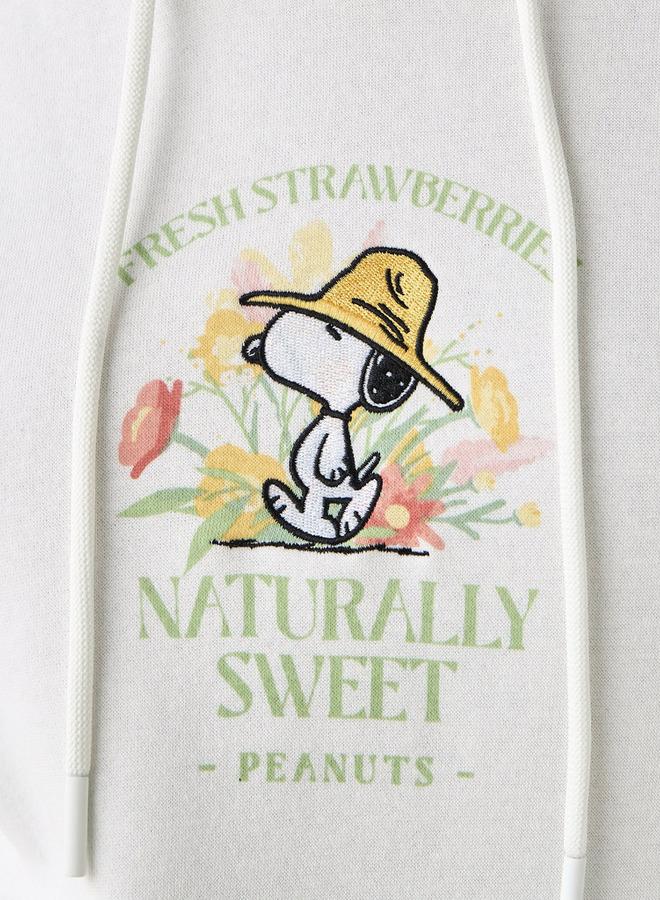 FRESH STRAWBERRIES
NATURALLY
SWEET
- PEANUTS -